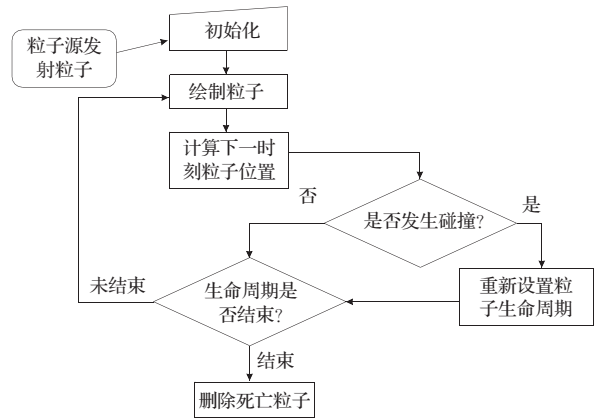 粒子源发
射粒子
初始化
绘制粒子
计算下一时
刻粒子位置
否
是否发生碰撞?
是
重新设置粒
子生命周期
未结束
生命周期是
否结束?
结束
删除死亡粒子